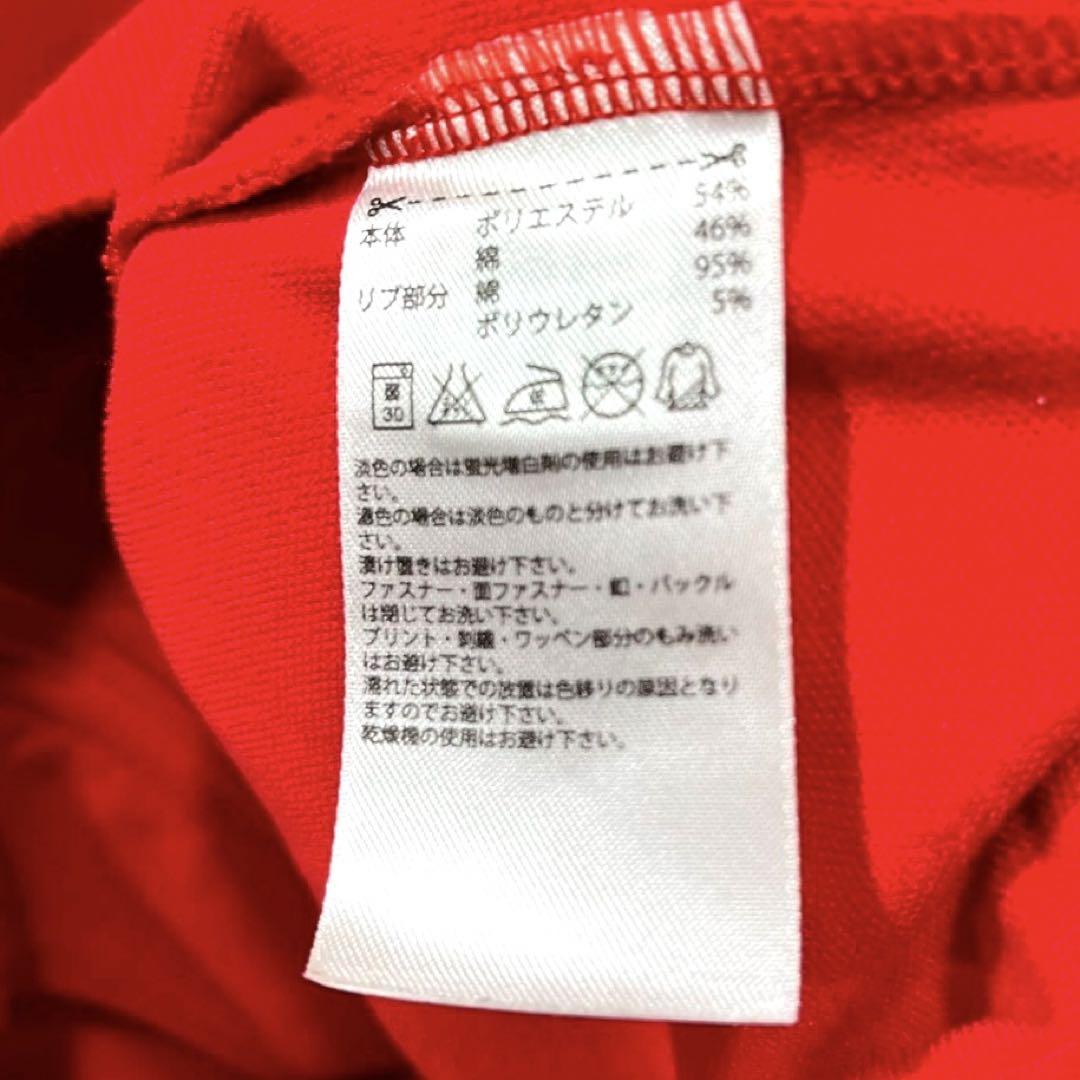 本体 ポリエステル 54%
綿 46%
リブ部分 綿 95%
ポリウレタン 5%
弱 30
低
淡色の場合は蛍光増白剤の使用はお避け下
さい。
濃色の場合は淡色のものと分けてお洗い下
さい。
漬け置きはお避け下さい。
ファスナー・面ファスナー・釦・バックル
は閉じてお洗い下さい。
プリント・刺繍・ワッペン部分のもみ洗い
はお避け下さい。
濡れた状態での放置は色移りの原因となり
ますのでお避け下さい。
乾燥機の使用はお避け下さい。